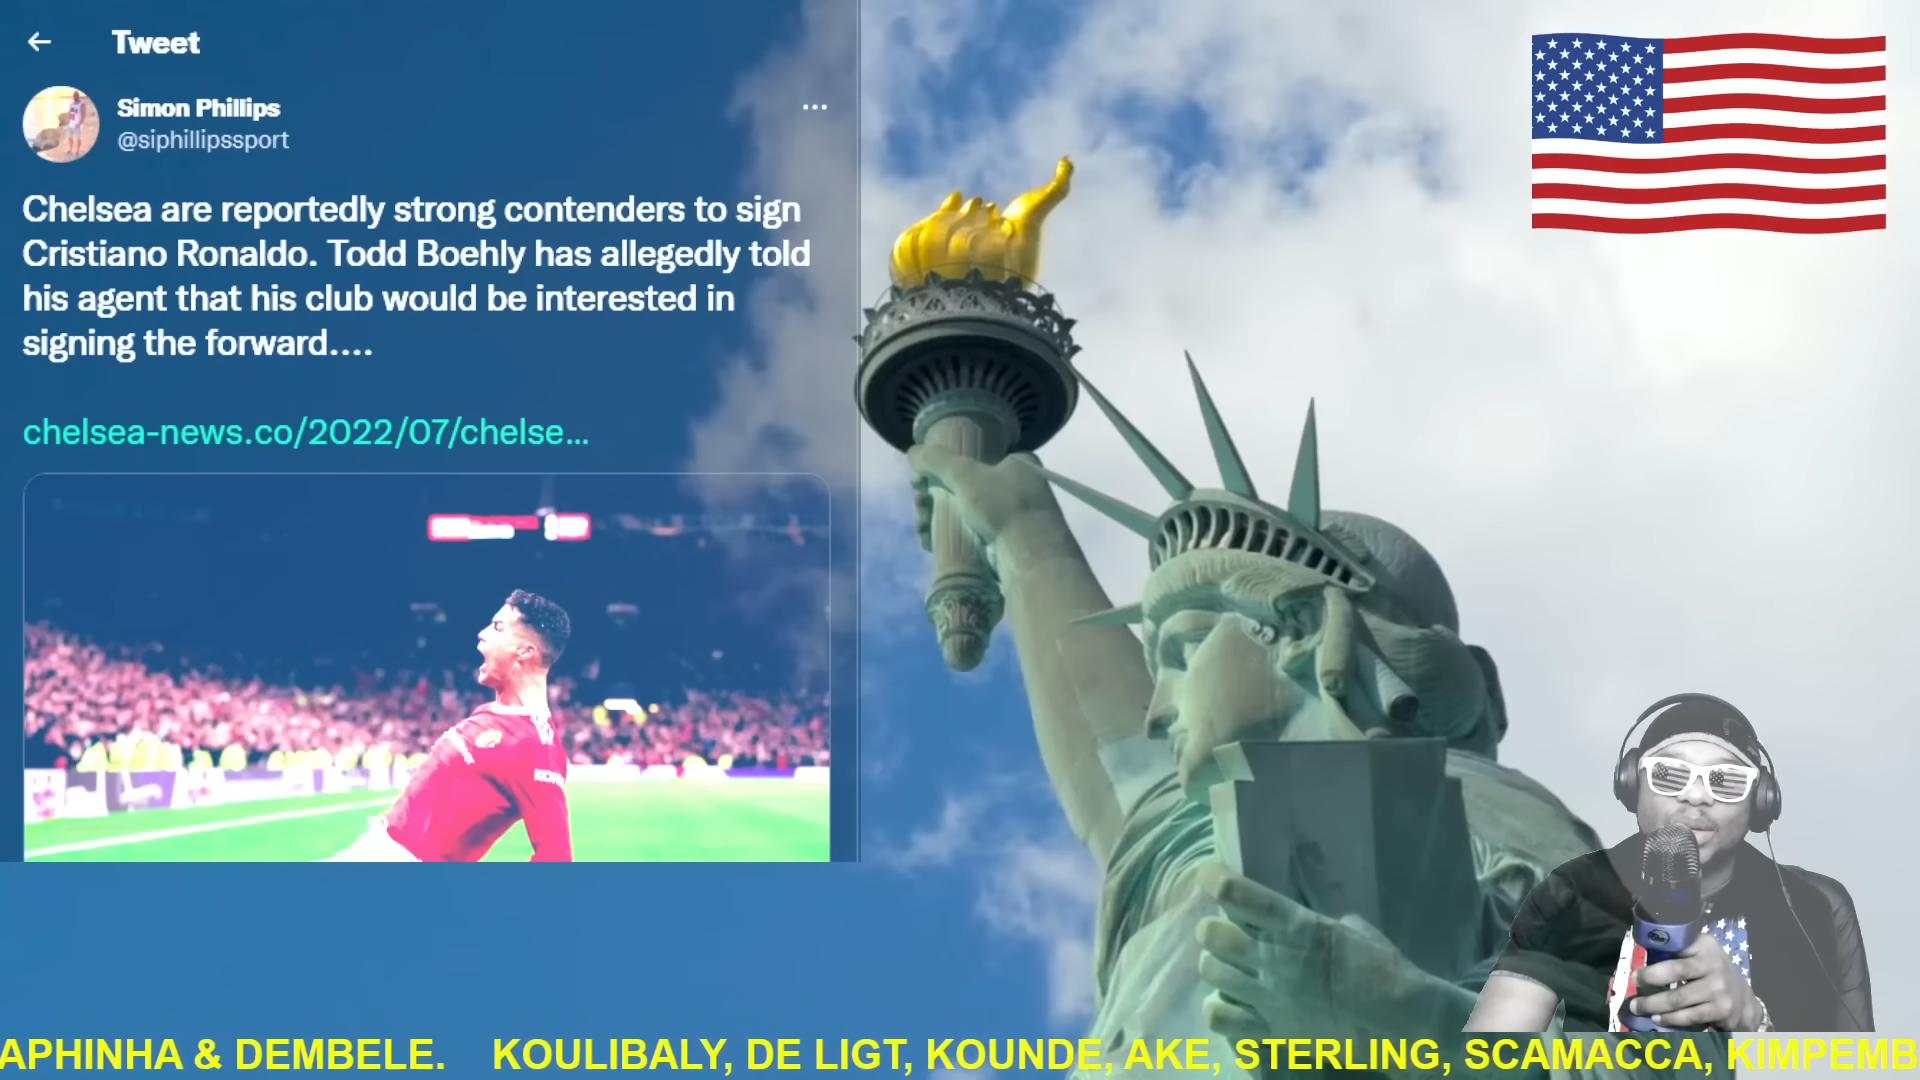 Tweet
Simon Phillips
@siphillipssport
Chelsea are reportedly strong contenders to sign
Cristiano Ronaldo. Todd Boehly has allegedly told
his agent that his club would be interested in
signing the forward....
chelsea-news.co/2022/07/chelse...
APHINHA & DEMBELE. KOULIBALY, DE LIGT, KOUNDE, AKE, STERLING, SCAMACCA, KIMPEMB